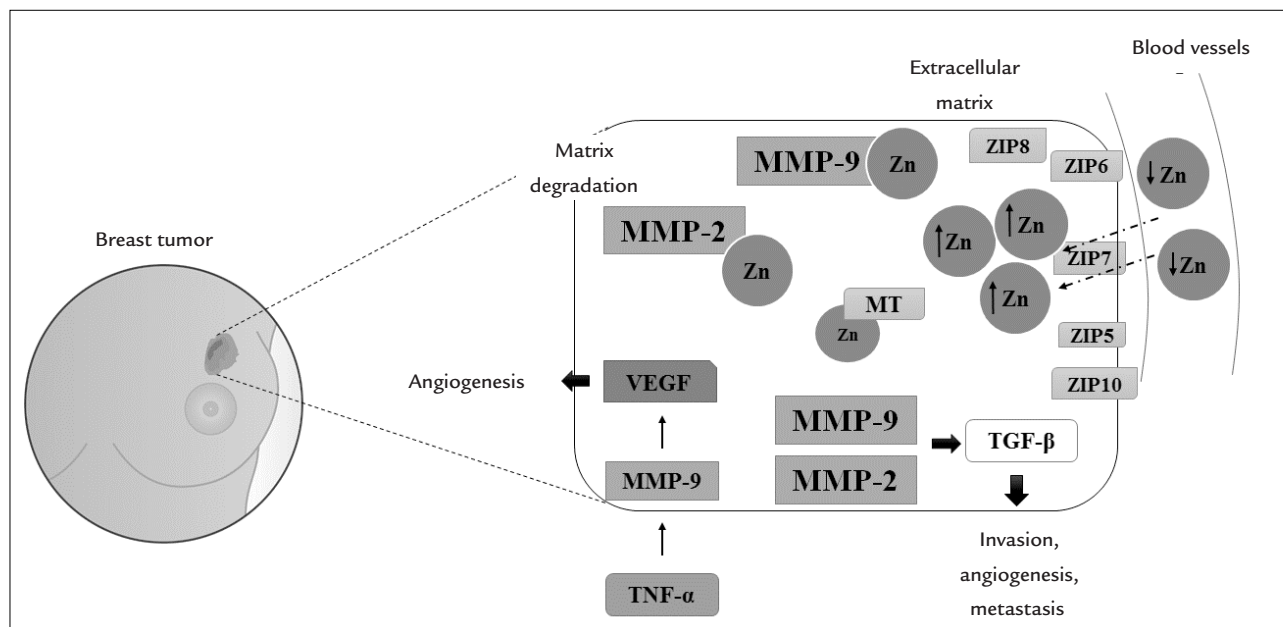 Blood vessels
Extracellular
matrix
Matrix
degradation
MMP-9
Zn
ZIP8
ZIP6
↓Zn
MMP-2
Zn
↑Zn
↑Zn
ZIP7
↓Zn
Breast tumor
MT
Zn
↑Zn
ZIP5
Angiogenesis
VEGF
ZIP10
MMP-9
TGF-β
MMP-9
MMP-2
TNF-α
Invasion,
angiogenesis,
metastasis